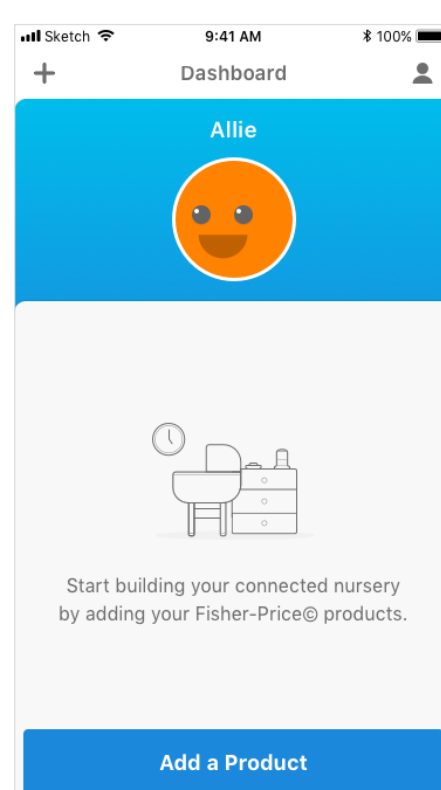 Sketch 9:41 AM 100%
Dashboard
Allie
Start building your connected nursery
by adding your Fisher-Price© products.
Add a Product